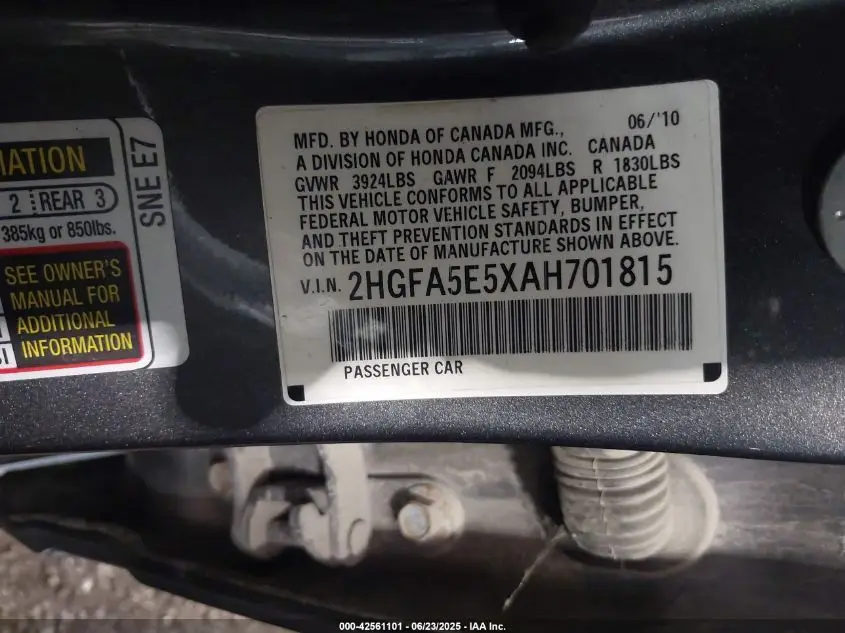 IATION
2 REAR 3
385kg or 850lbs.
SEE OWNER'S
MANUAL FOR
ADDITIONAL
INFORMATION
SNE E7
06/'10
MFD. BY HONDA OF CANADA MFG.,
A DIVISION OF HONDA CANADA INC. CANADA
GVWR 3924LBS GAWR F 2094LBS R 1830LBS
THIS VEHICLE CONFORMS TO ALL APPLICABLE
FEDERAL MOTOR VEHICLE SAFETY, BUMPER,
AND THEFT PREVENTION STANDARDS IN EFFECT
ON THE DATE OF MANUFACTURE SHOWN ABOVE.
V.I.N. 2HGFA5E5XAH701815
PASSENGER CAR
000-42561101 - 06/23/2025 - IAA Inc.